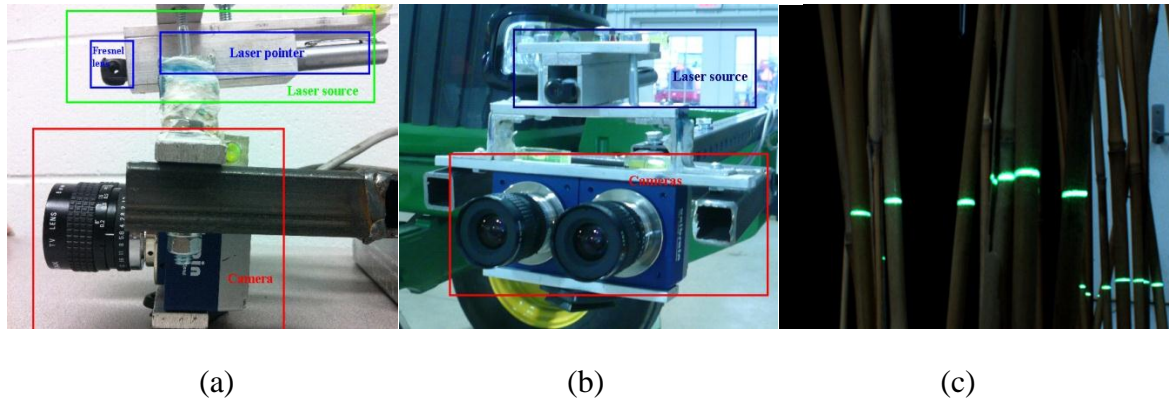 Fresnel
lens
Laser pointer
Laser source
TV LENS
Camera
Laser source
Cameras
(a)
(b)
(c)